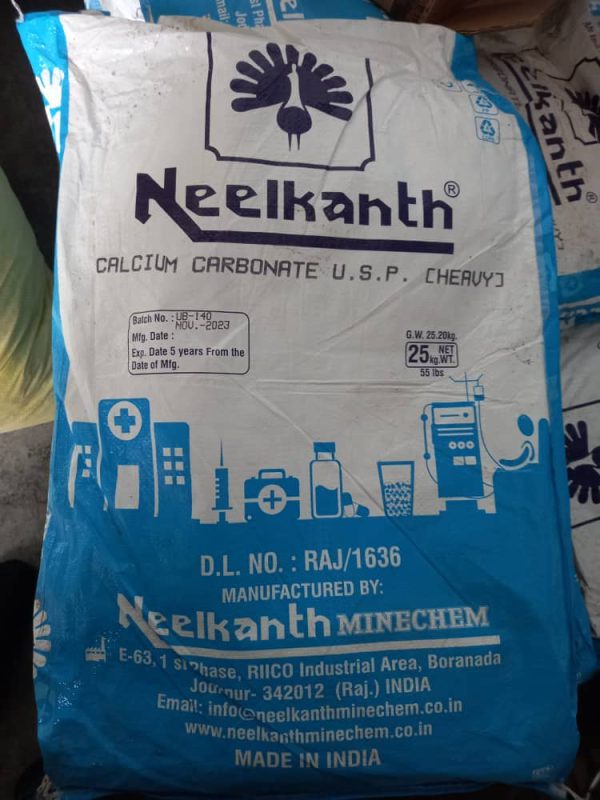 Neelkanth®
CALCIUM CARBONATE U.S.P. [HEAVY]
Batch No. : UB-140
Mfg. Date : NOV.-2023
Exp. Date 5 years From the
Date of Mfg.
G.W. 25.20kg.
25 kg. NET WT.
55 lbs
D.L. NO. : RAJ/1636
MANUFACTURED BY:
Neelkanth MINECHEM
E-63, 1 st Phase, RIICO Industrial Area, Boranada
Jodhpur- 342012 (Raj.) INDIA
Email: info@neelkanthminechem.co.in
www.neelkanthminechem.co.in
MADE IN INDIA
Neelkanth®